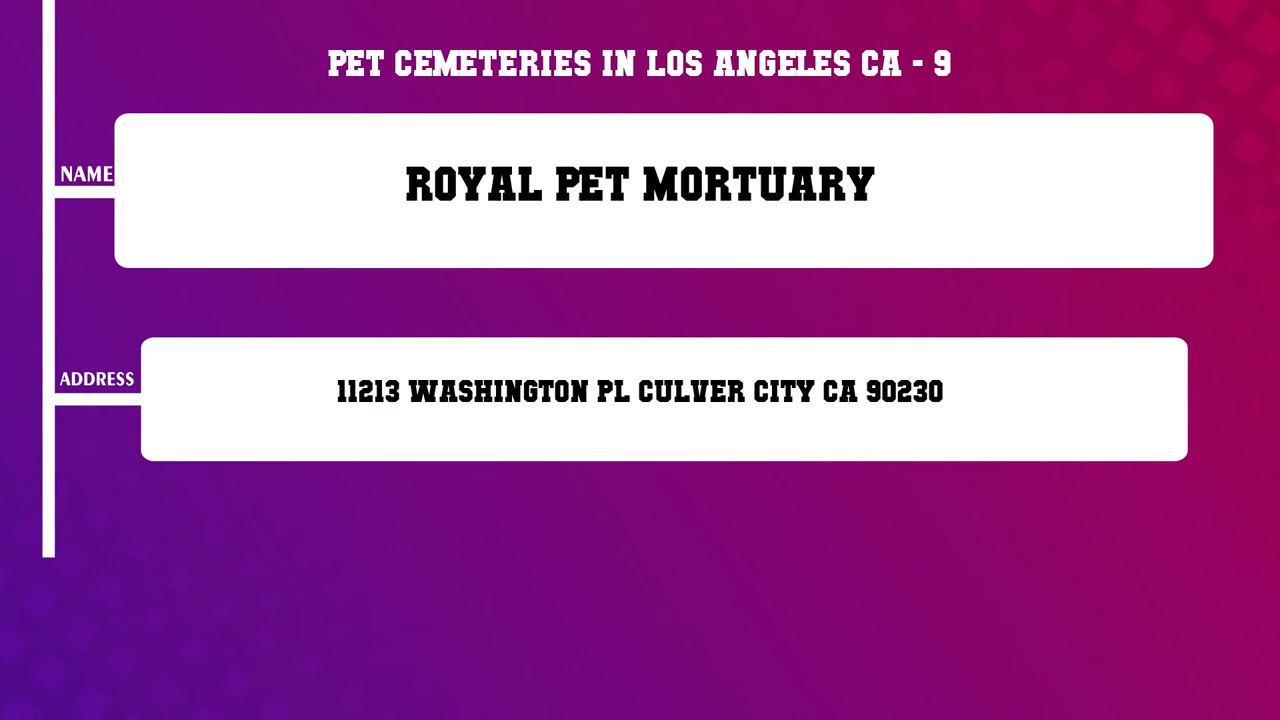 PET CEMETERIES IN LOS ANGELES CA - 9
NAME
ROYAL PET MORTUARY
ADDRESS
11213 WASHINGTON PL CULVER CITY CA 90230